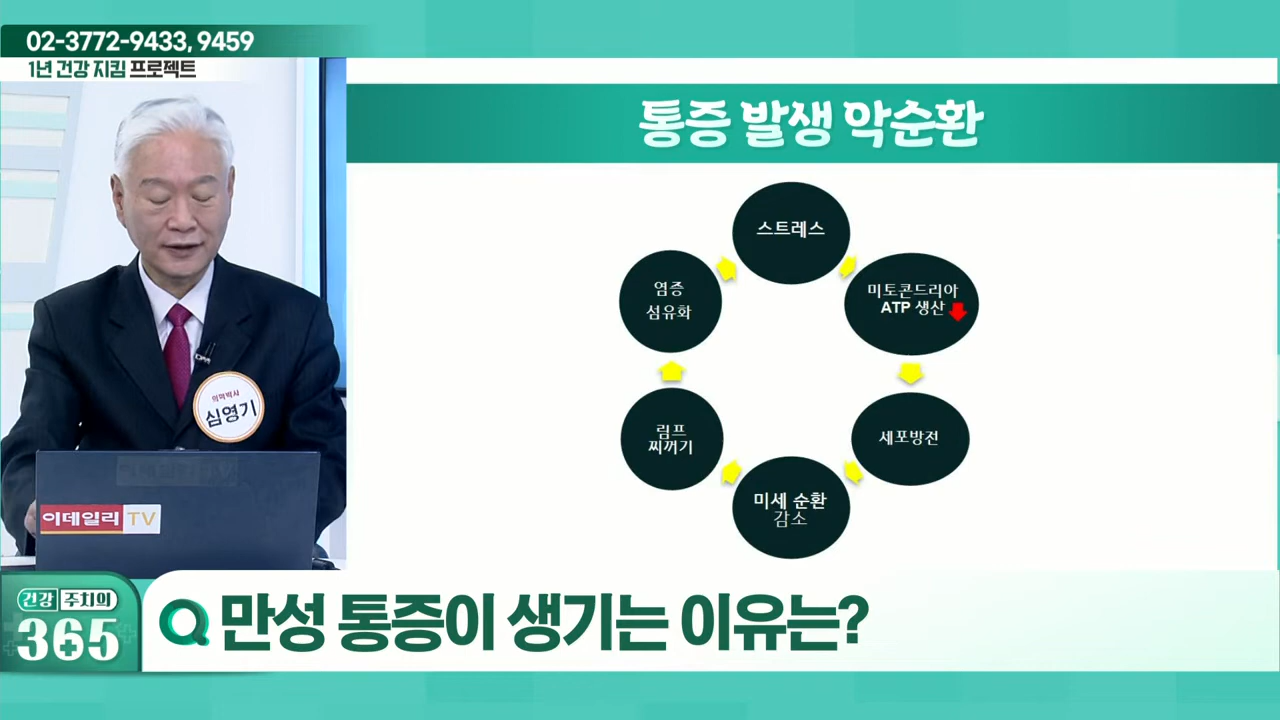 02-3772-9433, 9459
1년 건강 지킴 프로젝트
통증 발생 악순환
스트레스
미토콘드리아
ATP 생산
세포방전
미세 순환
감소
림프
찌꺼기
염증
섬유화
의학박사
심영기
이데일리TV
건강 주치의
365
Q 만성 통증이 생기는 이유는?